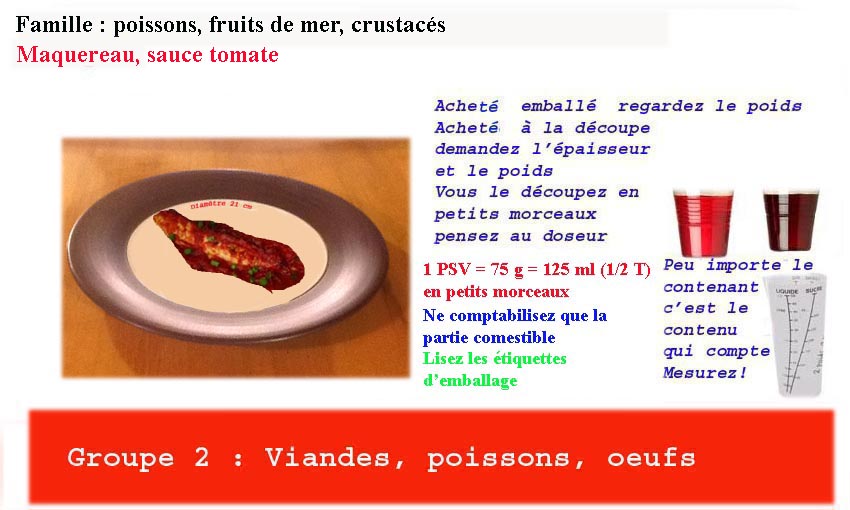 Famille : poissons, fruits de mer, crustacés
Maquereau, sauce tomate
Acheté emballé regardez le poids
Acheté à la découpe
demandez l'épaisseur
et le poids
Vous le découpez en
petits morceaux
pensez au doseur
Diamètre 21 cm
1 PSV = 75 g = 125 ml (1/2 T)
en petits morceaux
Ne comptabilisez que la
partie comestible
Lisez les étiquettes
d'emballage
Peu importe le
contenant
c'est le
contenu
qui compte
Mesurez!
LIQUIDE SUCRE
Groupe 2 : Viandes, poissons, oeufs